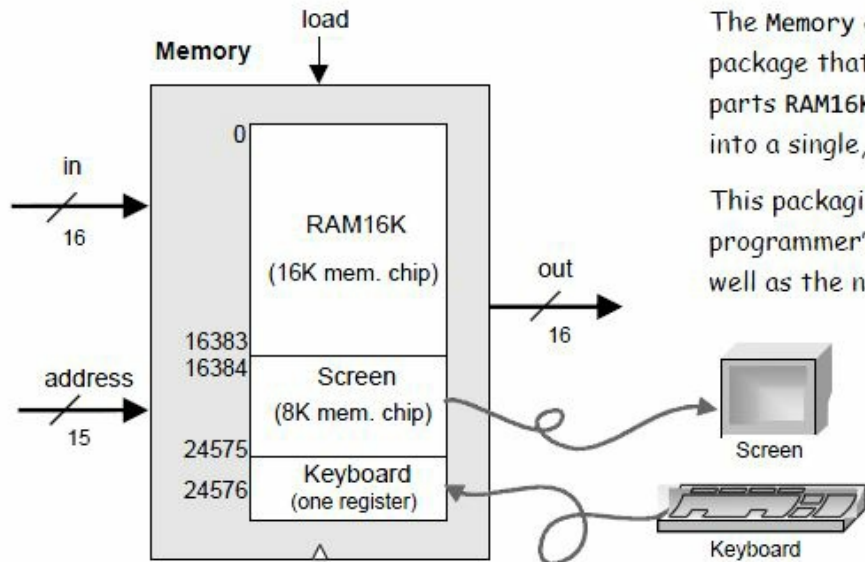 load
Memory
0
in
16
RAM16K
(16K mem. chip)
out
16
16383
16384
address
15
Screen
(8K mem. chip)
24575
24576
Keyboard
(one register)
Screen
Keyboard
The Memory
package that
parts RAM16K
into a single,
This packagi
programmer'
well as the n